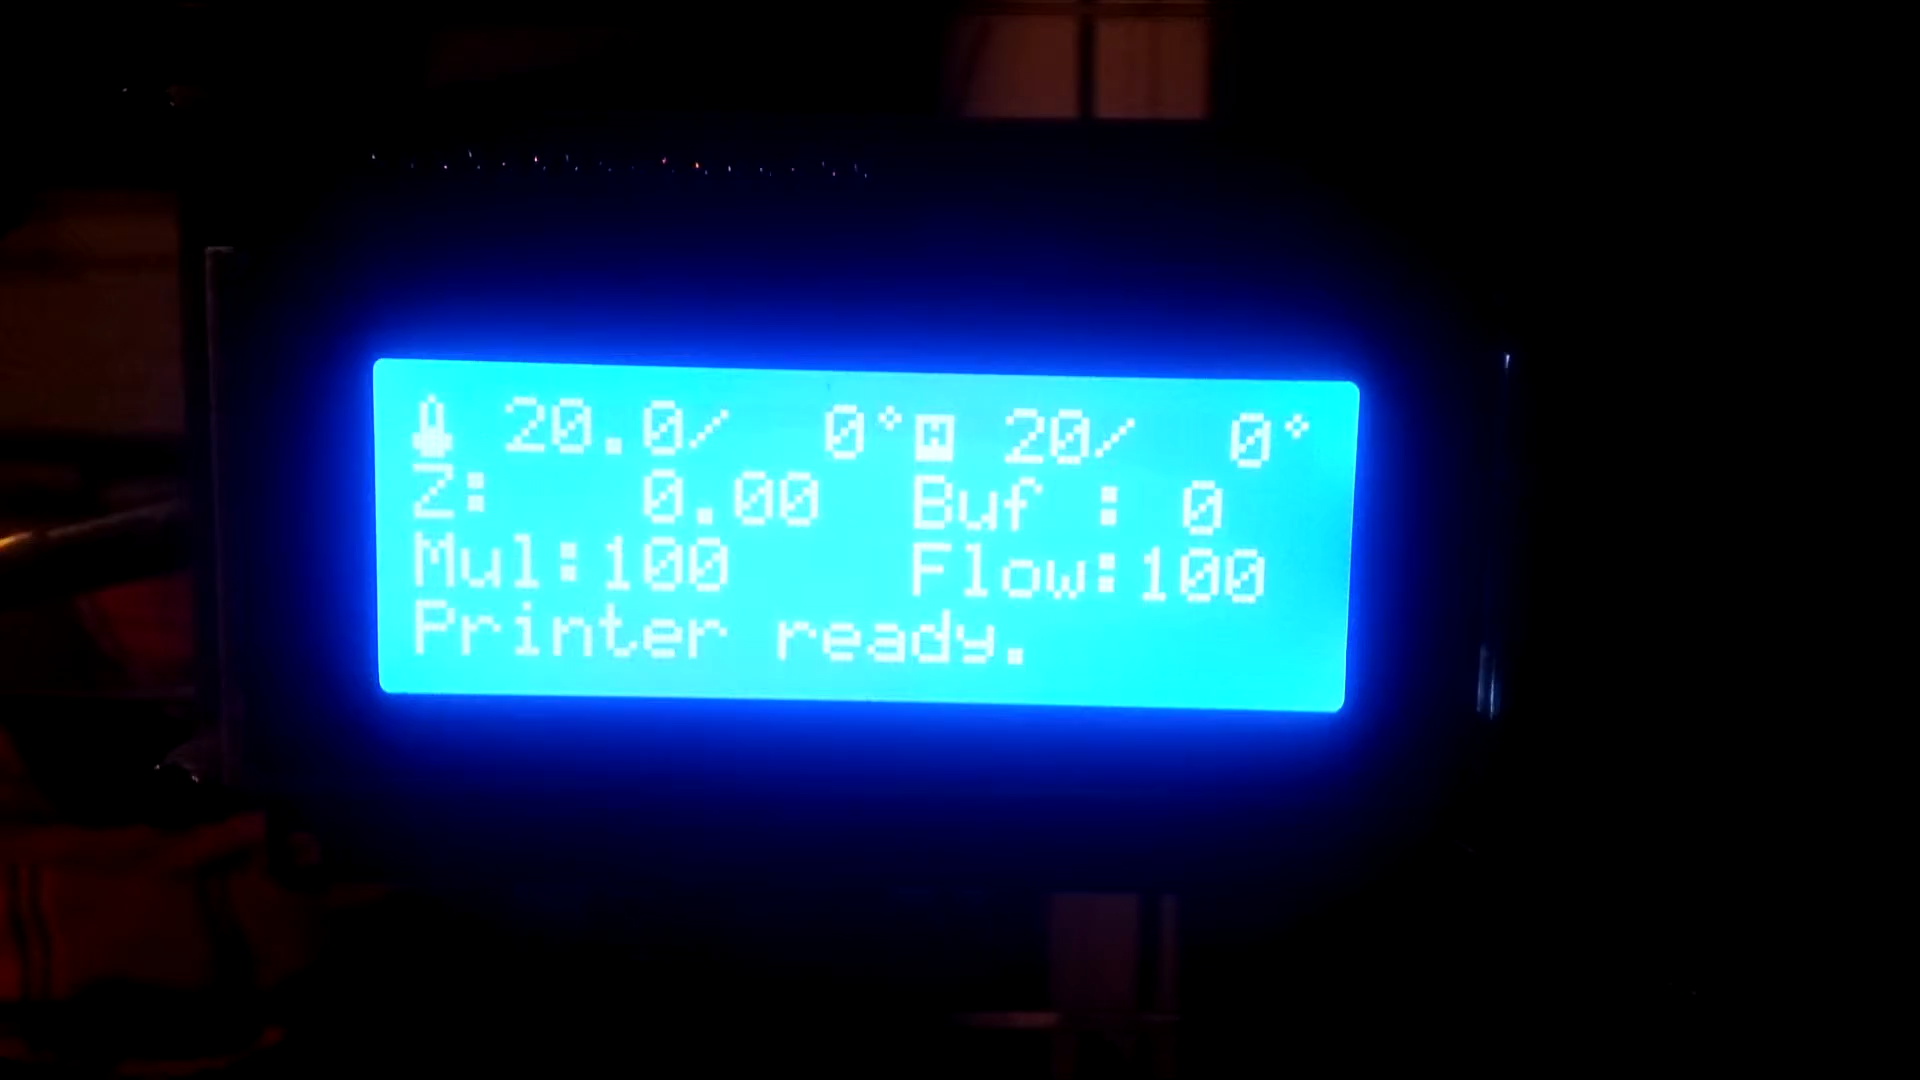 20.0/ 0° 20/ 0°
Z: 0.00 Buf : 0
Mul:100 Flow:100
Printer ready.